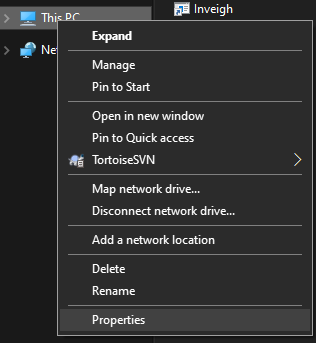 This PC
Inveigh
Ne
Expand
Manage
Pin to Start
Open in new window
Pin to Quick access
TortoiseSVN
Map network drive...
Disconnect network drive...
Add a network location
Delete
Rename
Properties